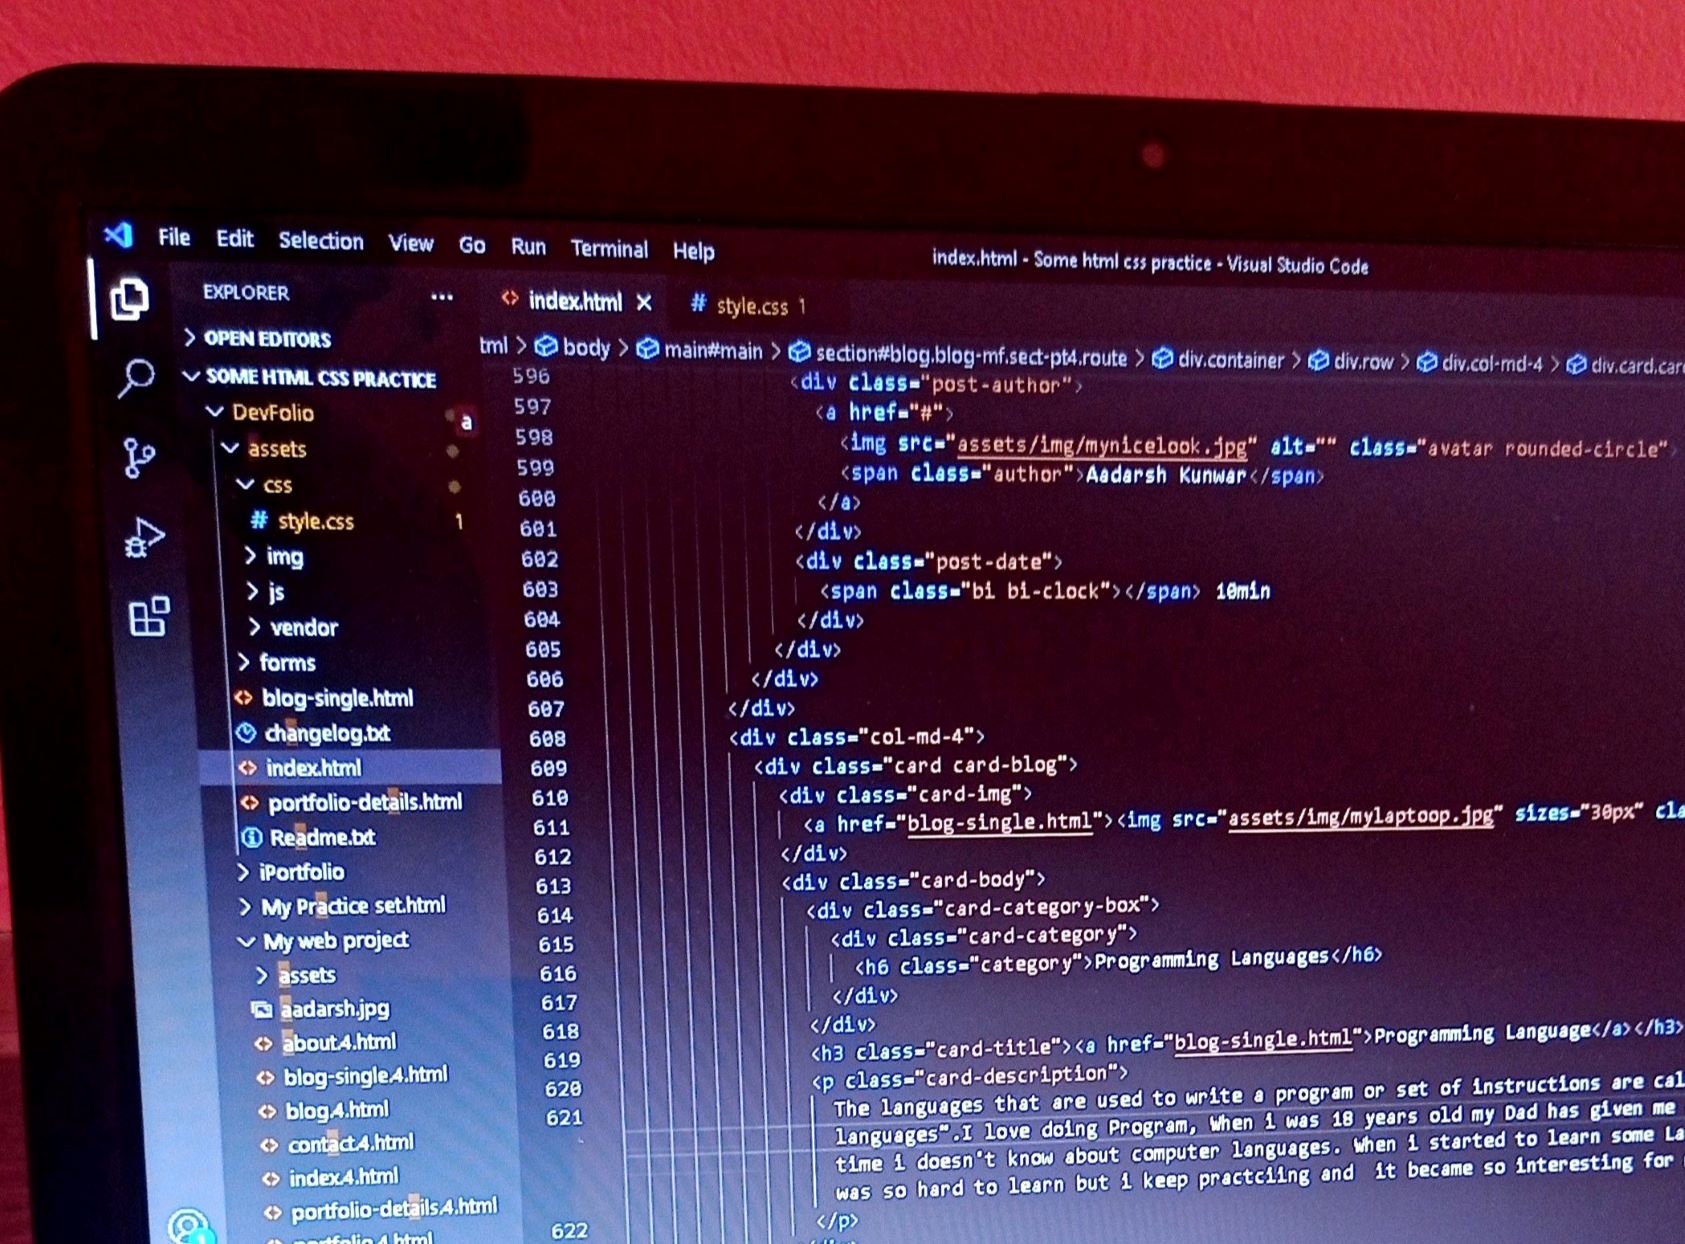 File Edit Selection View Go Run Terminal Help
index.html - Some html css practice - Visual Studio Code
EXPLORER ...
index.html
style.css 1
OPEN EDITORS
SOME HTML CSS PRACTICE
DevFolio
a
assets
css
style.css 1
img
js
vendor
forms
blog-single.html
changelog.txt
index.html
portfolio-details.html
Readme.txt
iPortfolio
My Practice set.html
My web project
assets
aadarsh.jpg
about.4.html
blog-single.4.html
blog.4.html
contact.4.html
index.4.html
portfolio-details.4.html
portfolio.4.html
tml > body > main#main > section#blog.blog-mf.sect-pt4.route > div.container > div.row > div.col-md-4 > div.card.car
596 <div class="post-author">
597 <a href="#">
598 <img src="assets/img/mynicelook.jpg" alt="" class="avatar rounded-circle">
599 <span class="author">Aadarsh Kunwar</span>
600 </a>
601 </div>
602 <div class="post-date">
603 <span class="bi bi-clock"></span> 10min
604 </div>
605 </div>
606 </div>
607 </div>
608 <div class="col-md-4">
609 <div class="card card-blog">
610 <div class="card-img">
611 <a href="blog-single.html"><img src="assets/img/mylaptoop.jpg" sizes="30px" cla
612 </div>
613 <div class="card-body">
614 <div class="card-category-box">
615 <div class="card-category">
616 <h6 class="category">Programming Languages</h6>
617 </div>
618 </div>
619 <h3 class="card-title"><a href="blog-single.html">Programming Language</a></h3>
620 <p class="card-description">
621 The languages that are used to write a program or set of instructions are cal
languages".I love doing Program, When i was 18 years old my Dad has given me
time i doesn't know about computer languages. When i started to learn some La
was so hard to learn but i keep practciing and it became so interesting for
622 </p>